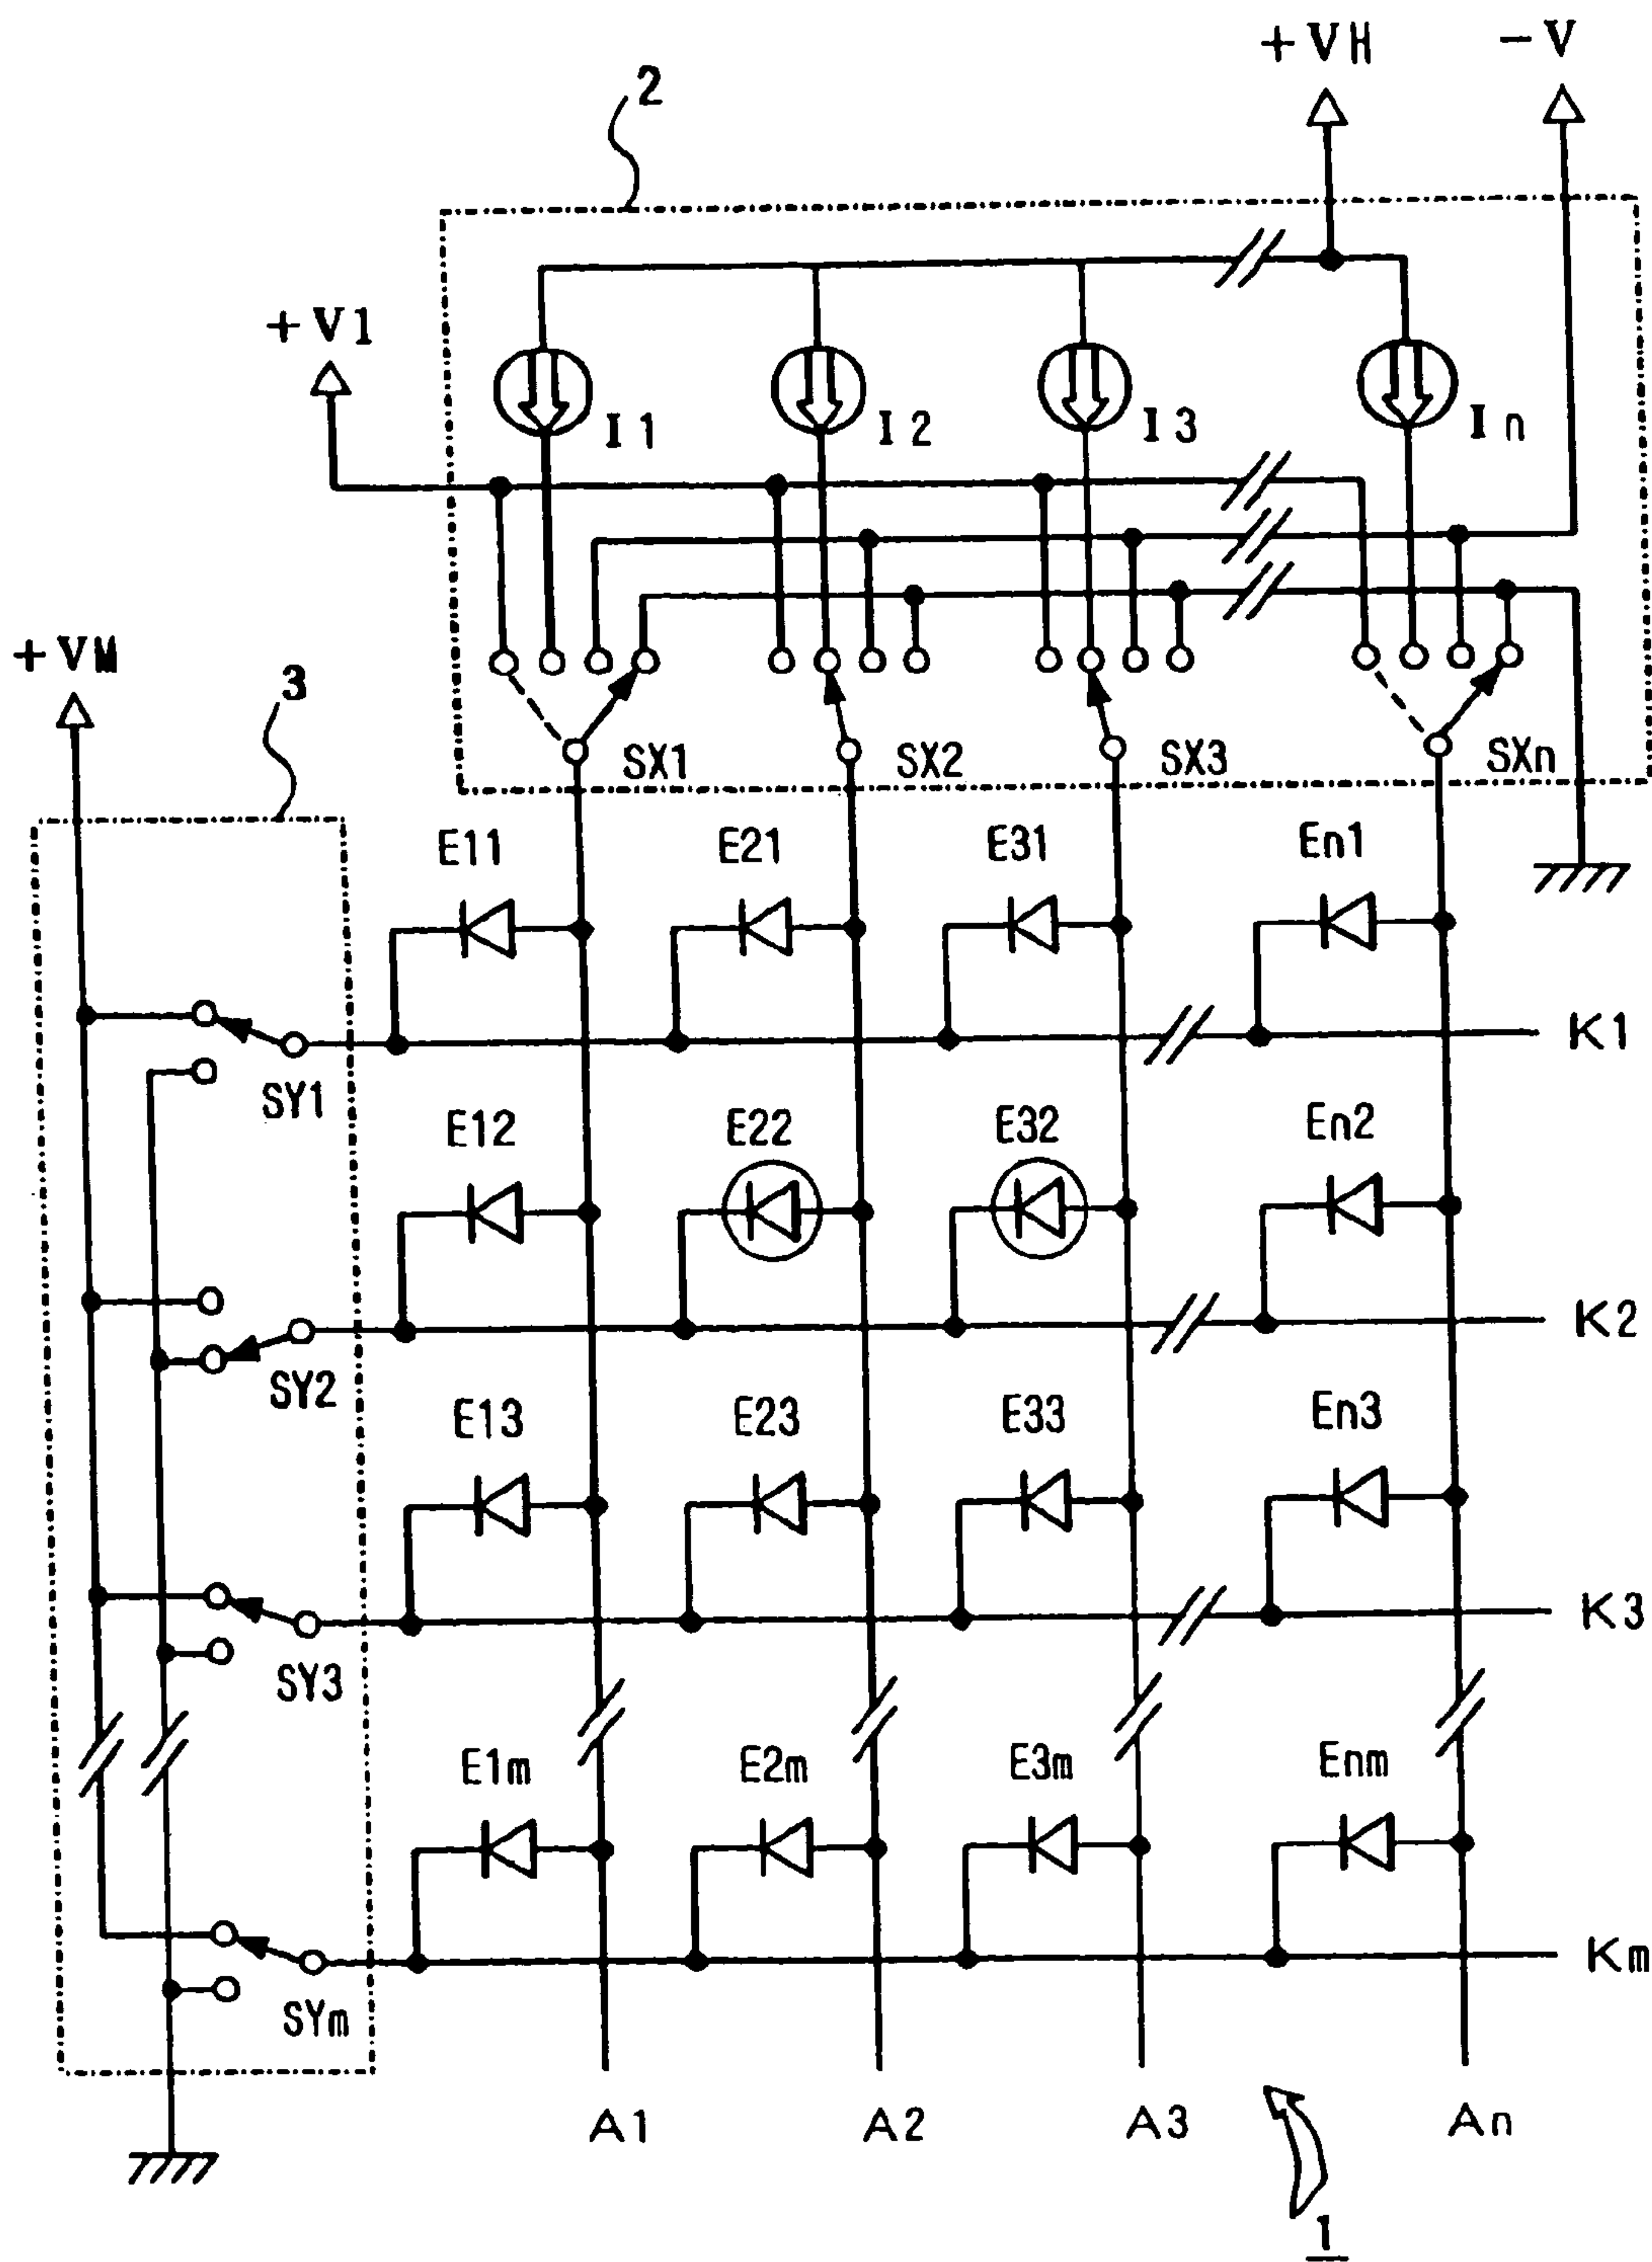 +VH -V
2
+V1
I1 I2 I3 In
+VM
3
SX1 SX2 SX3 SXn
E11 E21 E31 En1
K1
SY1
E12 E22 E32 En2
K2
SY2
E13 E23 E33 En3
K3
SY3
E1m E2m E3m Enm
Km
SYm
A1 A2 A3 An
1